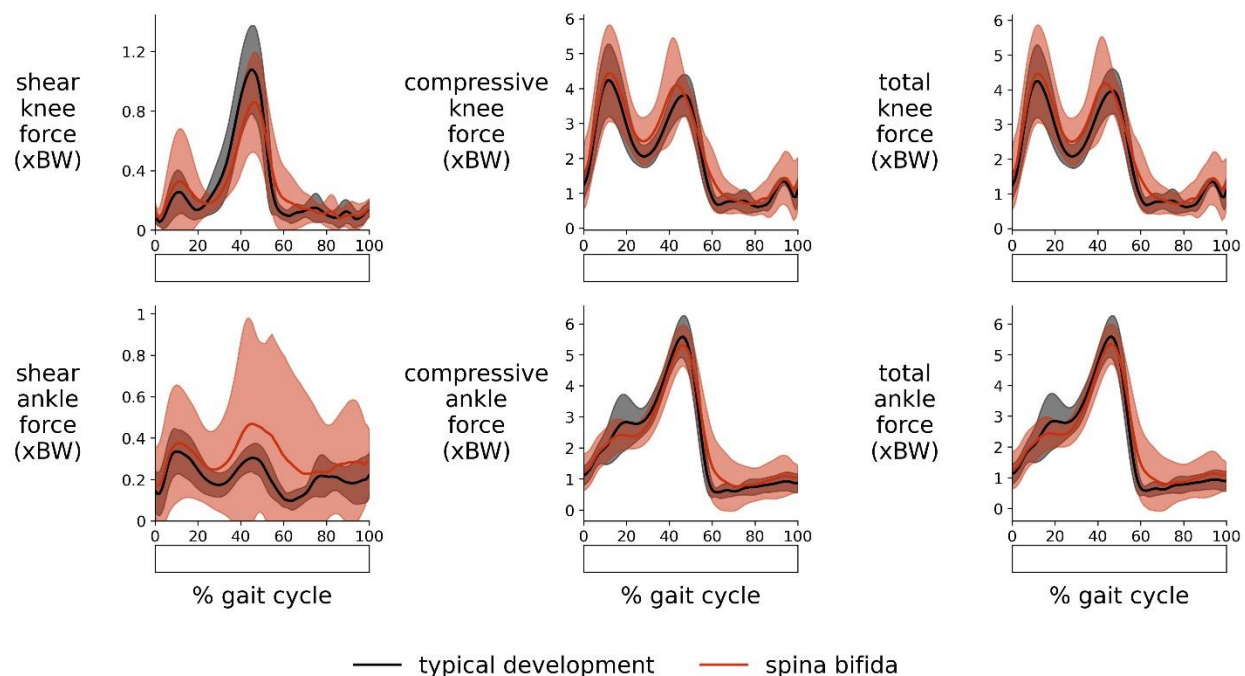 shear
knee
force
(xBW)
1.2
0.8
0.4
0
0 20 40 60 80 100
compressive
knee
force
(xBW)
6
5
4
3
2
1
0
0 20 40 60 80 100
total
knee
force
(xBW)
6
5
4
3
2
1
0
0 20 40 60 80 100
shear
ankle
force
(xBW)
1
0.8
0.6
0.4
0.2
0
0 20 40 60 80 100
% gait cycle
compressive
ankle
force
(xBW)
6
5
4
3
2
1
0
0 20 40 60 80 100
% gait cycle
total
ankle
force
(xBW)
6
5
4
3
2
1
0
0 20 40 60 80 100
% gait cycle
typical development
spina bifida